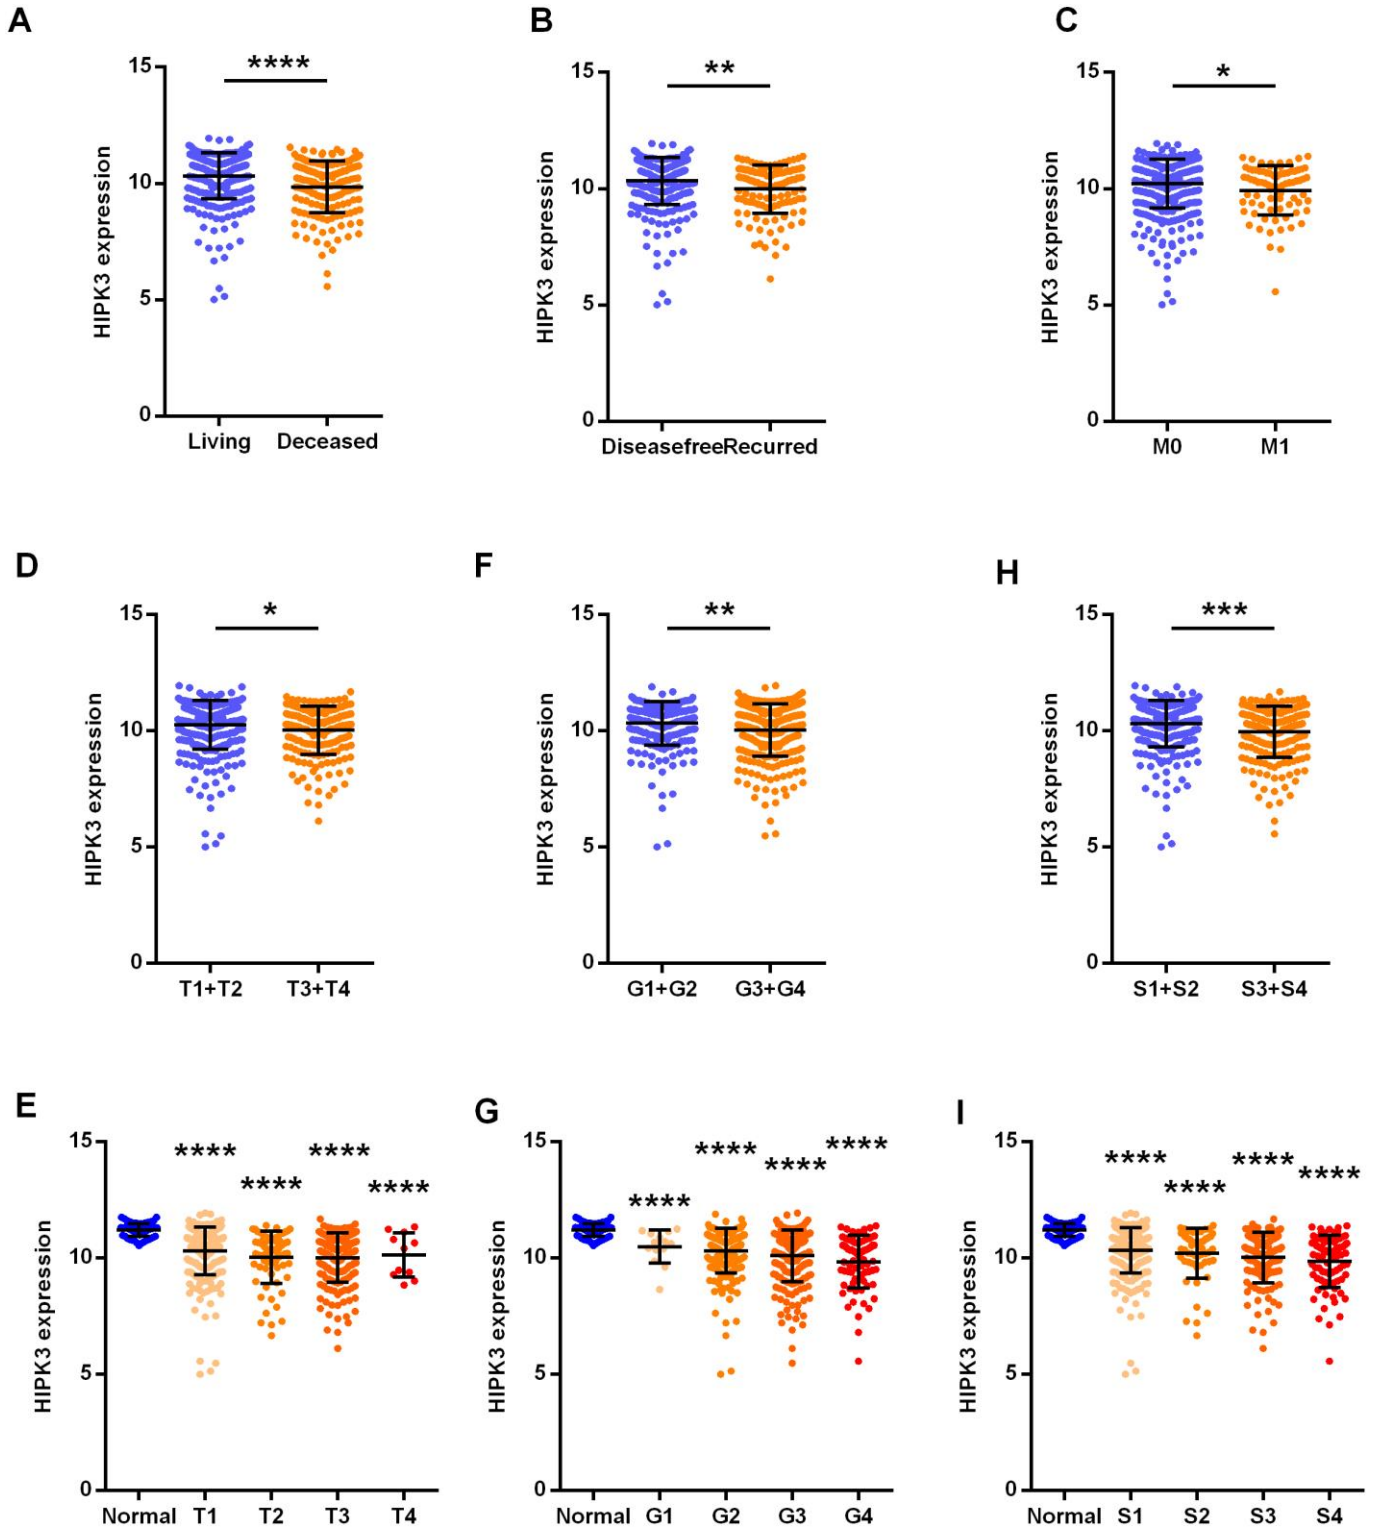 A
B
C
****
**
*
15
10
5
0
HIPK3 expression
Living
Deceased
15
10
5
0
HIPK3 expression
Diseasefree
Recurred
15
10
5
0
HIPK3 expression
M0
M1
D
F
H
*
**
***
15
10
5
0
HIPK3 expression
T1+T2
T3+T4
15
10
5
0
HIPK3 expression
G1+G2
G3+G4
15
10
5
0
HIPK3 expression
S1+S2
S3+S4
E
15
10
5
0
HIPK3 expression
****
****
****
****
Normal
T1
T2
T3
T4
G
15
10
5
0
HIPK3 expression
****
****
****
****
Normal
G1
G2
G3
G4
I
15
10
5
0
HIPK3 expression
****
****
****
****
Normal
S1
S2
S3
S4